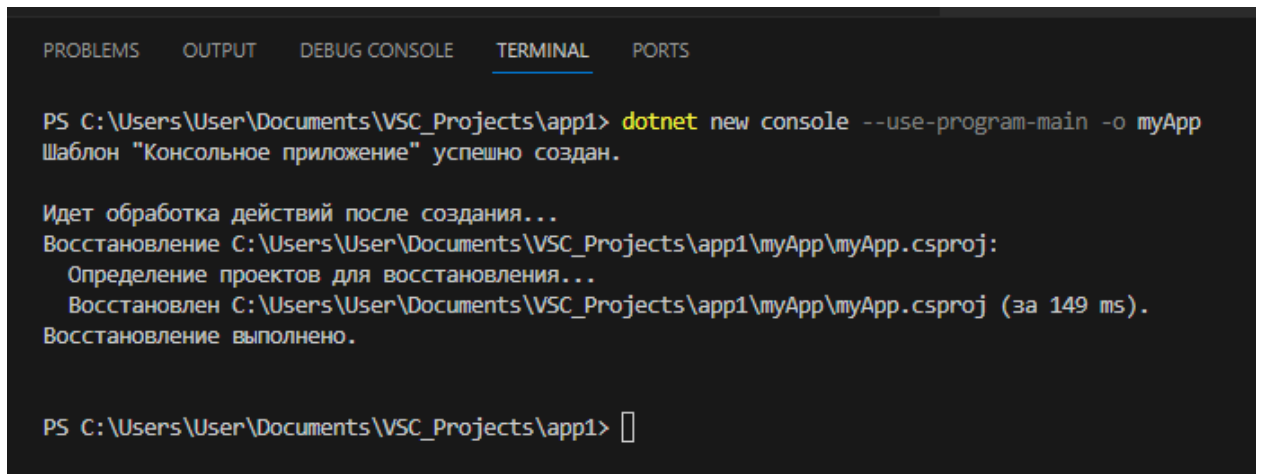 PROBLEMS OUTPUT DEBUG CONSOLE TERMINAL PORTS
PS C:\Users\User\Documents\VSC_Projects\app1> dotnet new console --use-program-main -o myApp
Шаблон "Консольное приложение" успешно создан.
Идет обработка действий после создания...
Восстановление C:\Users\User\Documents\VSC_Projects\app1\myApp\myApp.csproj:
Определение проектов для восстановления...
Восстановлен C:\Users\User\Documents\VSC_Projects\app1\myApp\myApp.csproj (за 149 ms).
Восстановление выполнено.
PS C:\Users\User\Documents\VSC_Projects\app1>